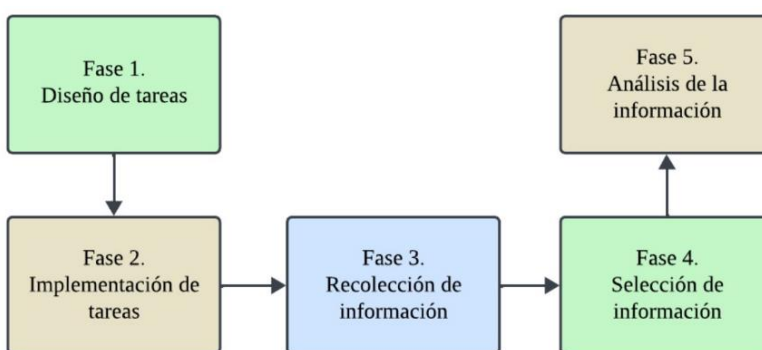 Fase 1.
Diseño de tareas
Fase 2.
Implementación de
tareas
Fase 3.
Recolección de
información
Fase 4.
Selección de
información
Fase 5.
Análisis de la
información